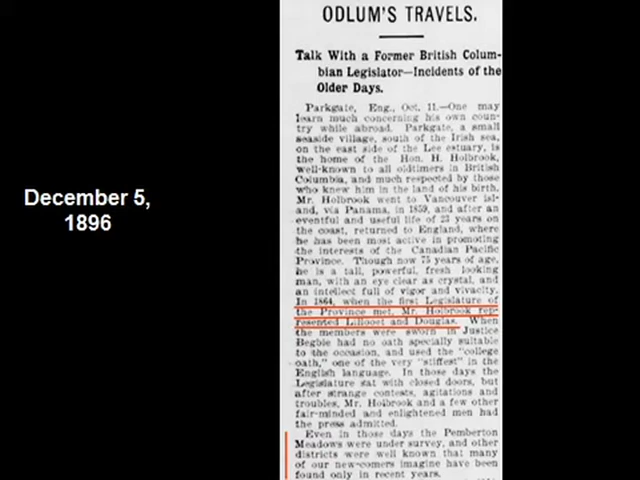 ODLUM'S TRAVELS.
Talk With a Former British Colum-
bian Legislator—Incidents of the
Older Days.
Parkgate, Eng., Oct. 11.—One may
learn much concerning his own coun-
try while abroad. Parkgate, a small
seaside village, south of the Irish sea,
on the east side of the Lee estuary, is
the home of the Hon. H. Holbrook,
well-known to all oldtimers in British
Columbia, and much respected by those
who knew him in the land of his birth.
Mr. Holbrook went to Vancouver isl-
and, via Panama, in 1859, and after an
eventful and useful life of 23 years on
the coast, returned to England, where
he has been most active in promoting
the interests of the Canadian Pacific
Province. Though now 75 years of age,
he is a tall, powerful, fresh looking
man, with an eye clear as crystal, and
an intellect full of vigor and vivacity.
In 1864, when the first Legislature of
the Province met, Mr. Holbrook rep-
resented Lillooet and Douglas. When
the members were sworn in Justice
Begbie had no oath specially suitable
to the occasion, and used the "college
oath," one of the very "stiffest" in the
English language. In those days the
Legislature sat with closed doors, but
after strange contests, agitations and
troubles, Mr. Holbrook and a few other
fair-minded and enlightened men had
the press admitted.
Even in those days the Pemberton
Meadows were under survey, and other
districts were well known that many
of our new-comers imagine have been
found only in recent years.
December 5,
1896